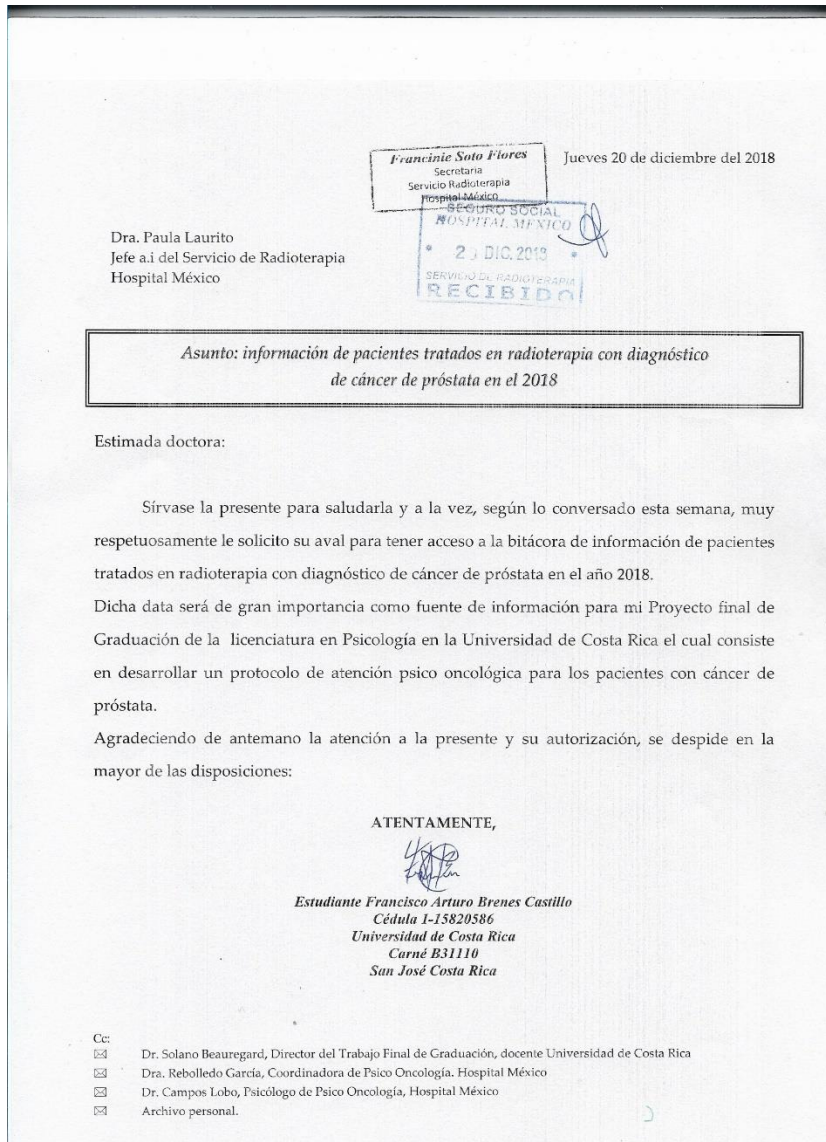 Francinie Soto Flores
Secretaria
Servicio Radioterapia
Hospital México
Jueves 20 de diciembre del 2018
SEGURO SOCIAL
HOSPITAL MEXICO
DIC. 2018
SERVICIO DE RADIOTERAPIA
RECIBIDO
Dra. Paula Laurito
Jefe a.i del Servicio de Radioterapia
Hospital México
Asunto: información de pacientes tratados en radioterapia con diagnóstico
de cáncer de próstata en el 2018
Estimada doctora:
Sírvase la presente para saludarla y a la vez, según lo conversado esta semana, muy
respetuosamente le solicito su aval para tener acceso a la bitácora de información de pacientes
tratados en radioterapia con diagnóstico de cáncer de próstata en el año 2018.
Dicha data será de gran importancia como fuente de información para mi Proyecto final de
Graduación de la licenciatura en Psicología en la Universidad de Costa Rica el cual consiste
en desarrollar un protocolo de atención psico oncológica para los pacientes con cáncer de
próstata.
Agradeciendo de antemano la atención a la presente y su autorización, se despide en la
mayor de las disposiciones:
ATENTAMENTE,
Estudiante Francisco Arturo Brenes Castillo
Cédula 1-15820586
Universidad de Costa Rica
Carné B31110
San José Costa Rica
Cc:
Dr. Solano Beauregard, Director del Trabajo Final de Graduación, docente Universidad de Costa Rica
Dra. Rebolledo García, Coordinadora de Psico Oncología. Hospital México
Dr. Campos Lobo, Psicólogo de Psico Oncología, Hospital México
Archivo personal.